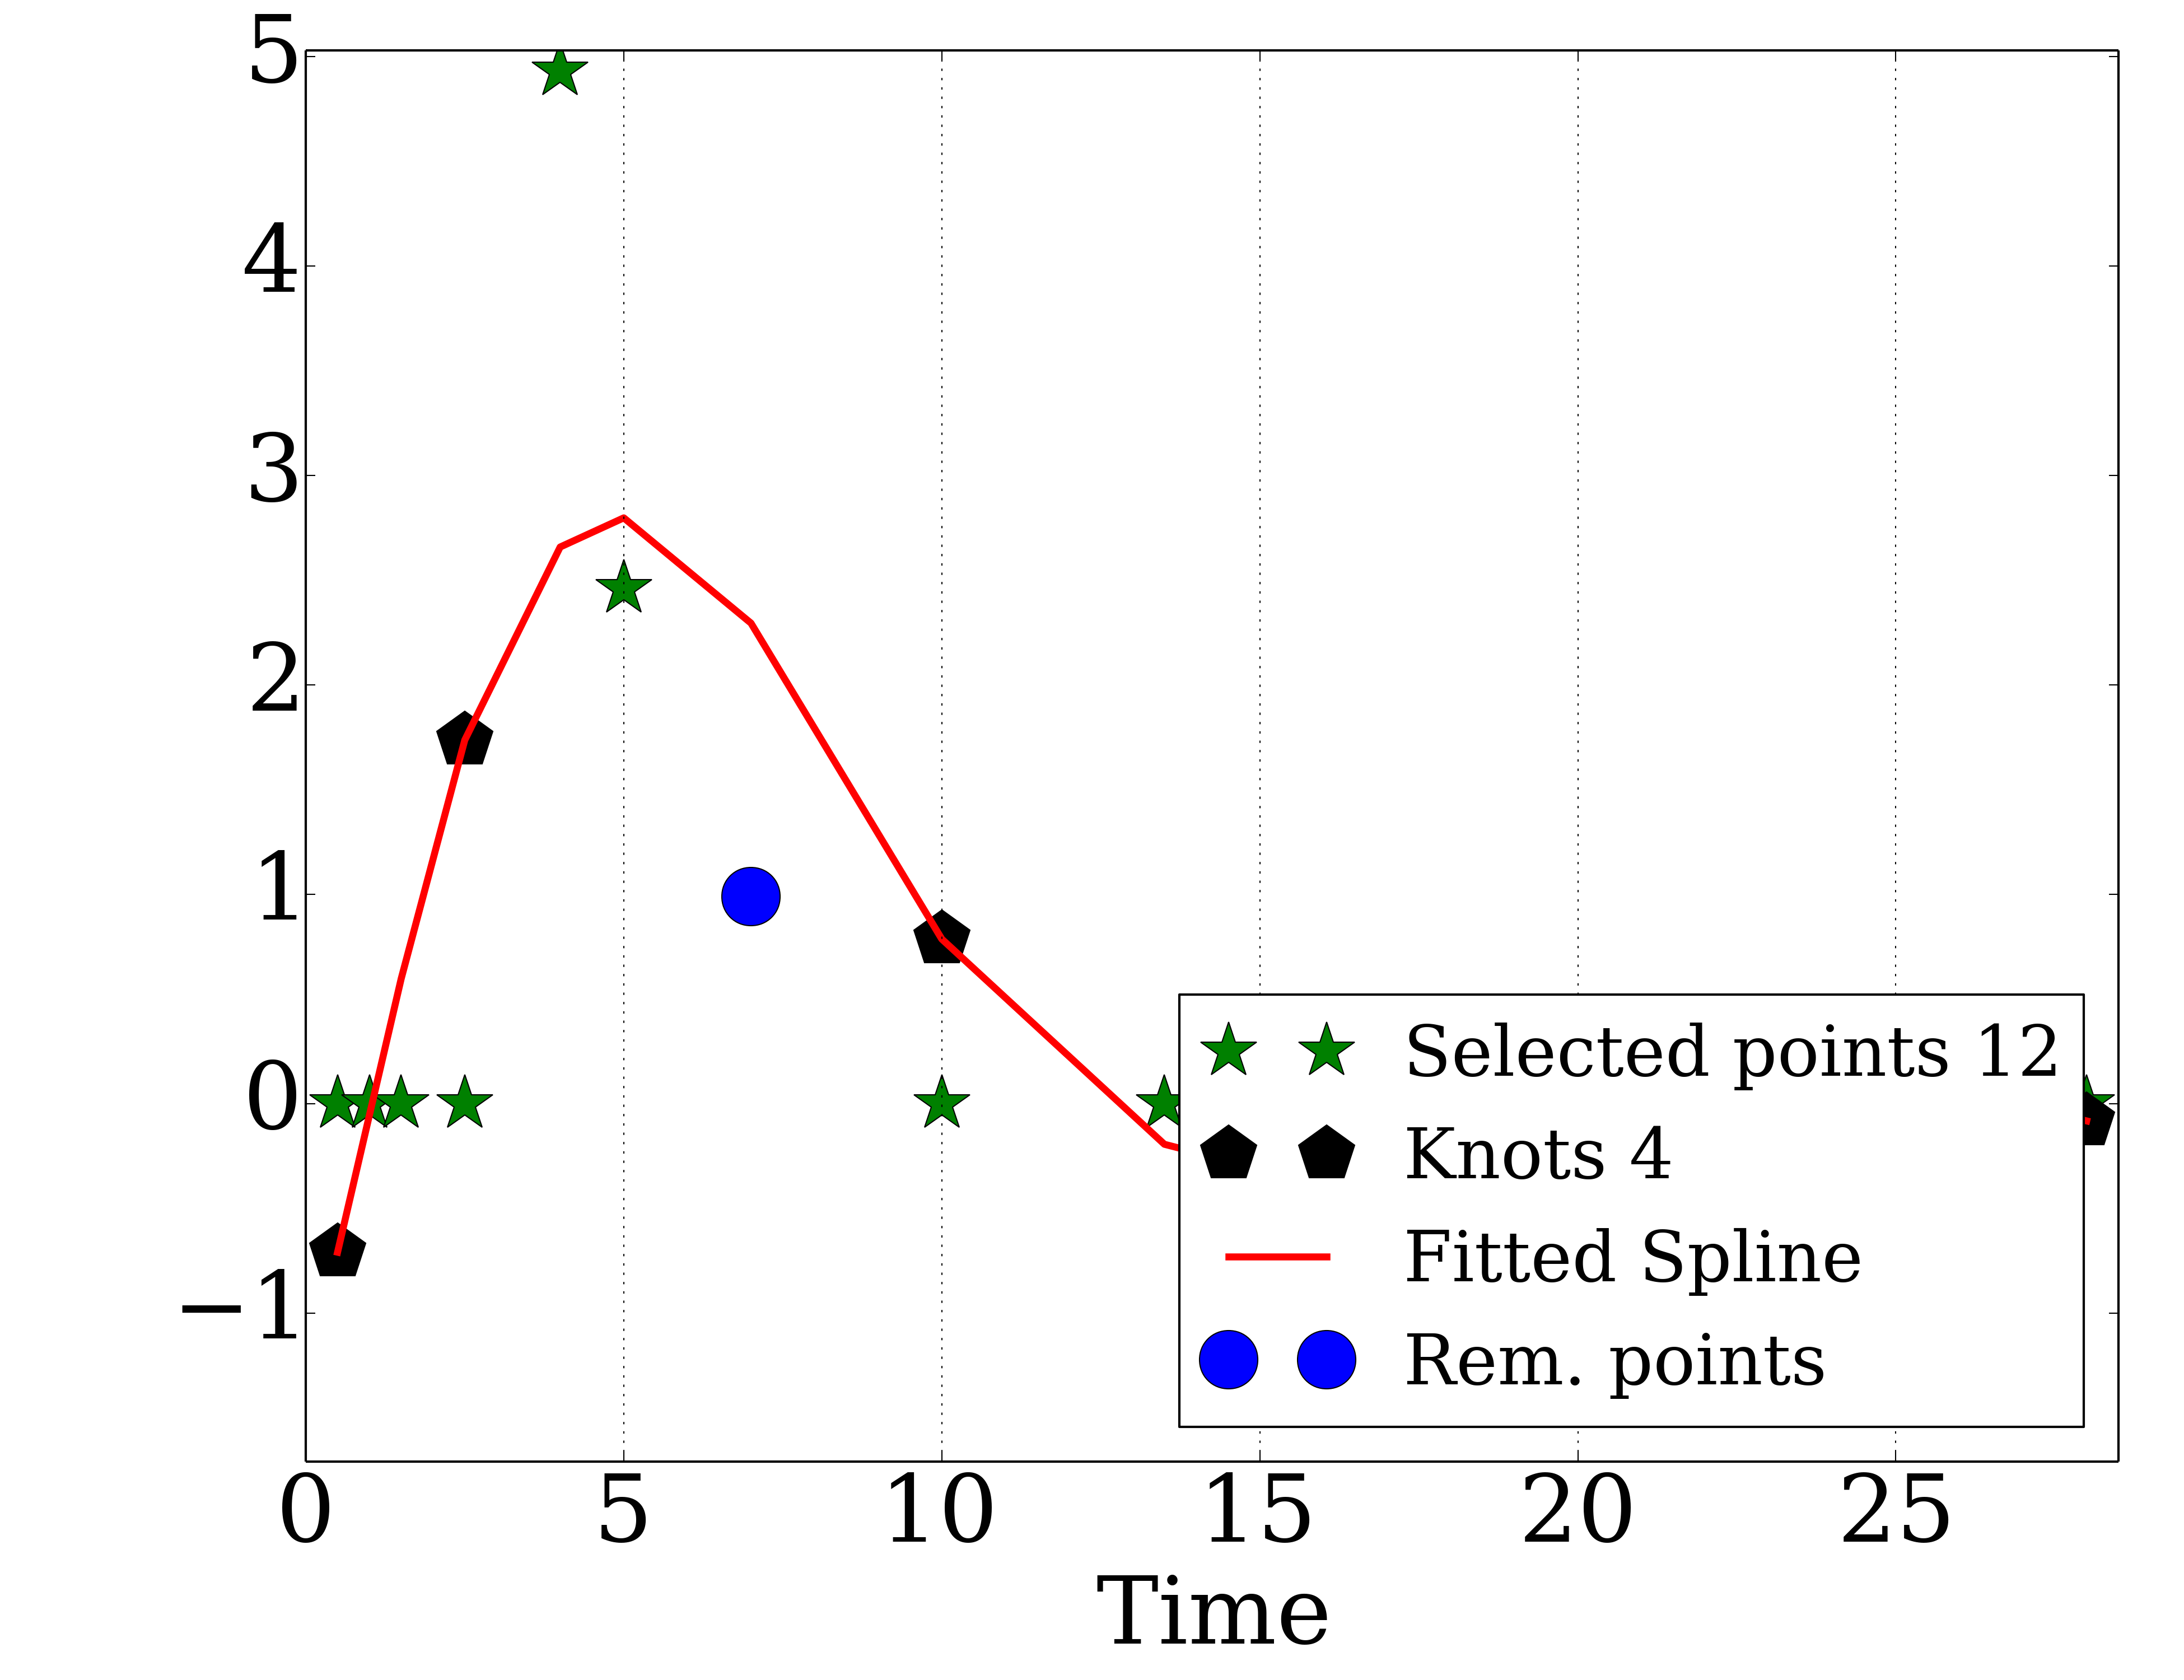 5
4
3
2
1
0
−1
Selected points 12
Knots 4
Fitted Spline
Rem. points
0 5 10 15 20 25
Time